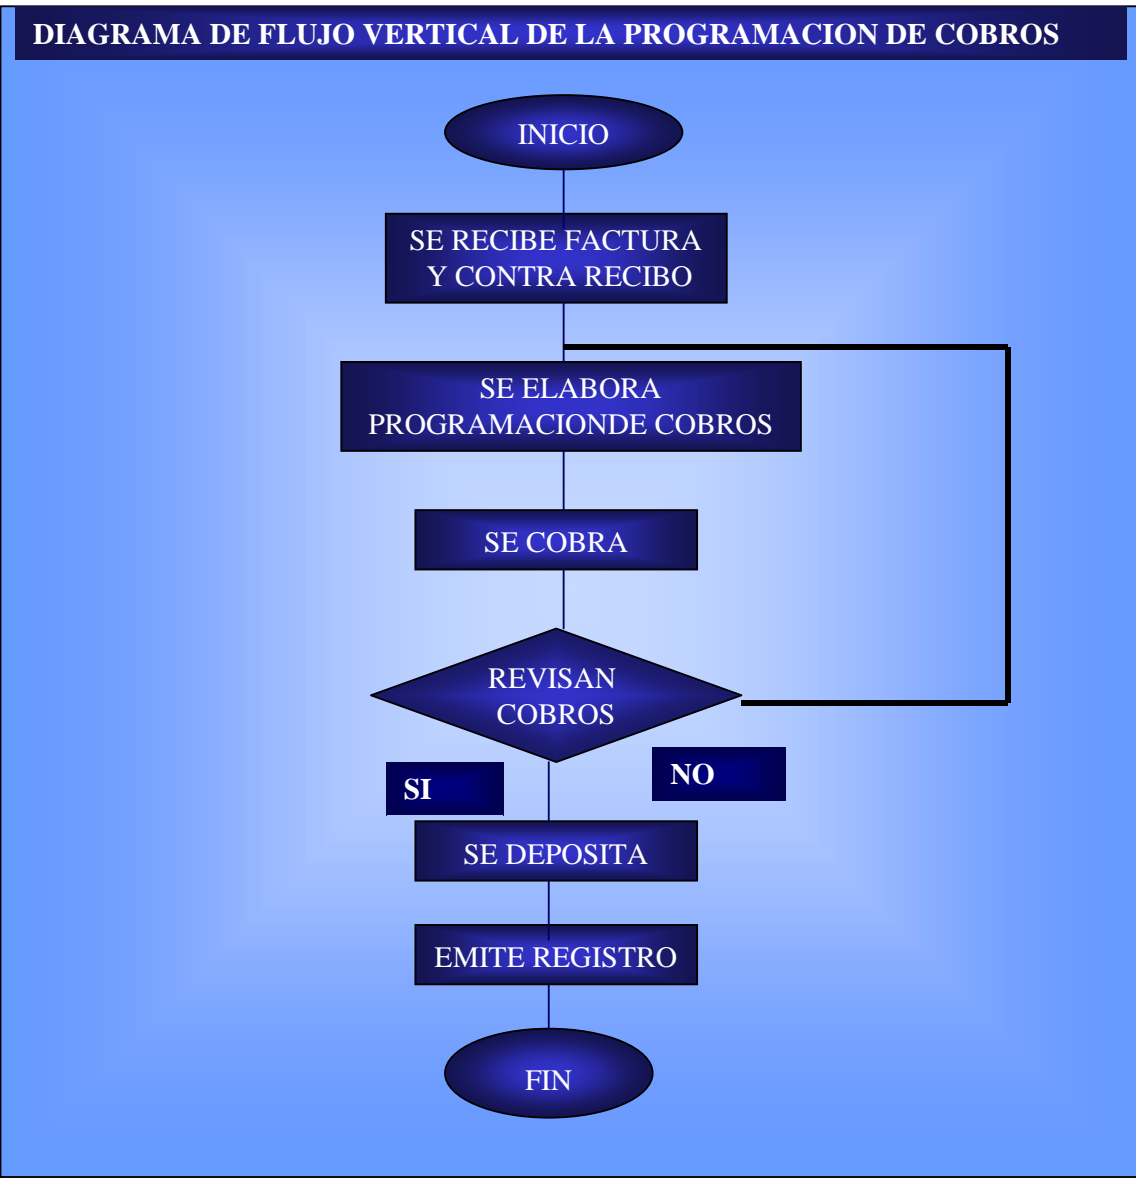 DIAGRAMA DE FLUJO VERTICAL DE LA PROGRAMACION DE COBROS
INICIO
SE RECIBE FACTURA
Y CONTRA RECIBO
SE ELABORA
PROGRAMACIONDE COBROS
SE COBRA
REVISAN
COBROS
NO
SI
SE DEPOSITA
EMITE REGISTRO
FIN